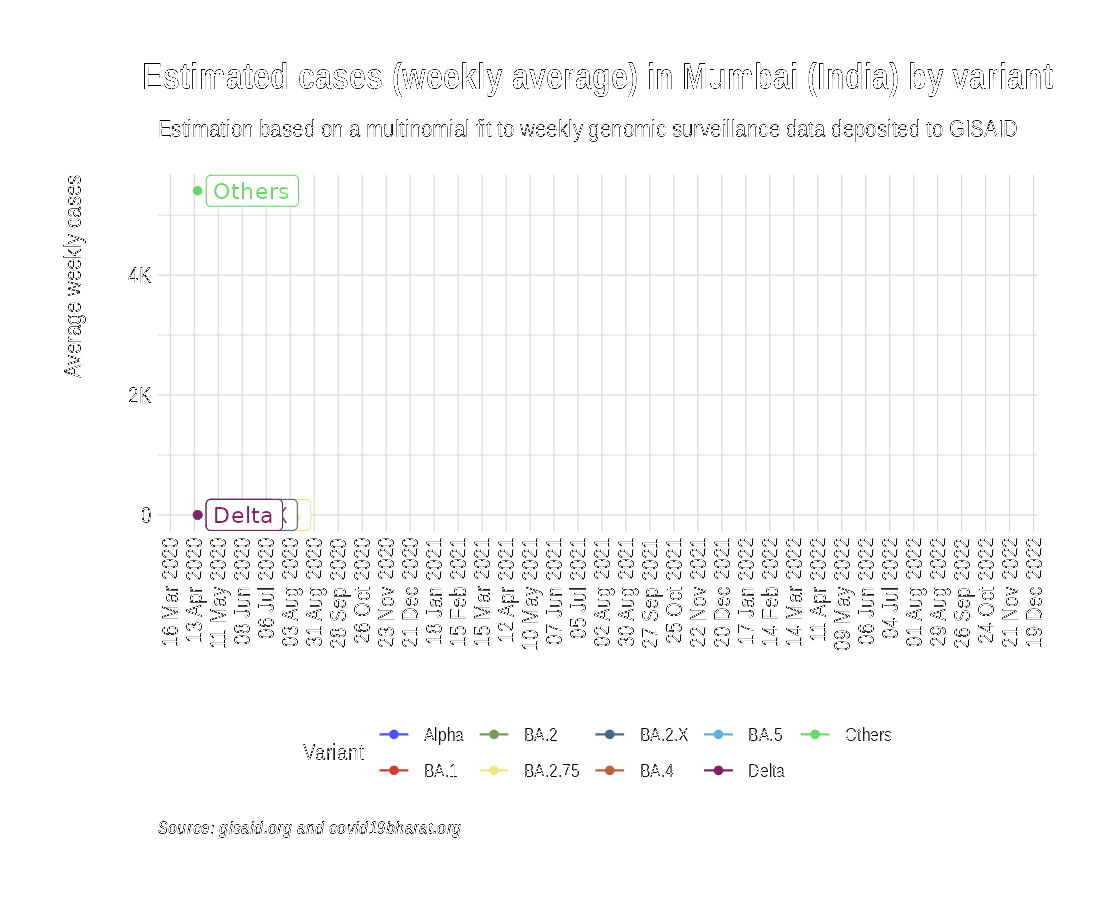 Estimated cases (weekly average) in Mumbai (India) by variant
Estimation based on a multinomial fit to weekly genomic surveillance data deposited to GISAID
Average weekly cases
Others
4K
2K
0
Delta
X
16 Mar 2020
13 Apr 2020
11 May 2020
08 Jun 2020
06 Jul 2020
03 Aug 2020
31 Aug 2020
28 Sep 2020
26 Oct 2020
23 Nov 2020
21 Dec 2020
18 Jan 2021
15 Feb 2021
15 Mar 2021
12 Apr 2021
10 May 2021
07 Jun 2021
05 Jul 2021
02 Aug 2021
30 Aug 2021
27 Sep 2021
25 Oct 2021
22 Nov 2021
20 Dec 2021
17 Jan 2022
14 Feb 2022
14 Mar 2022
11 Apr 2022
09 May 2022
06 Jun 2022
04 Jul 2022
01 Aug 2022
29 Aug 2022
26 Sep 2022
24 Oct 2022
21 Nov 2022
19 Dec 2022
Variant
Alpha BA.2 BA.2.X BA.5 Others
BA.1 BA.2.75 BA.4 Delta
Source: gisaid.org and covid19bharat.org